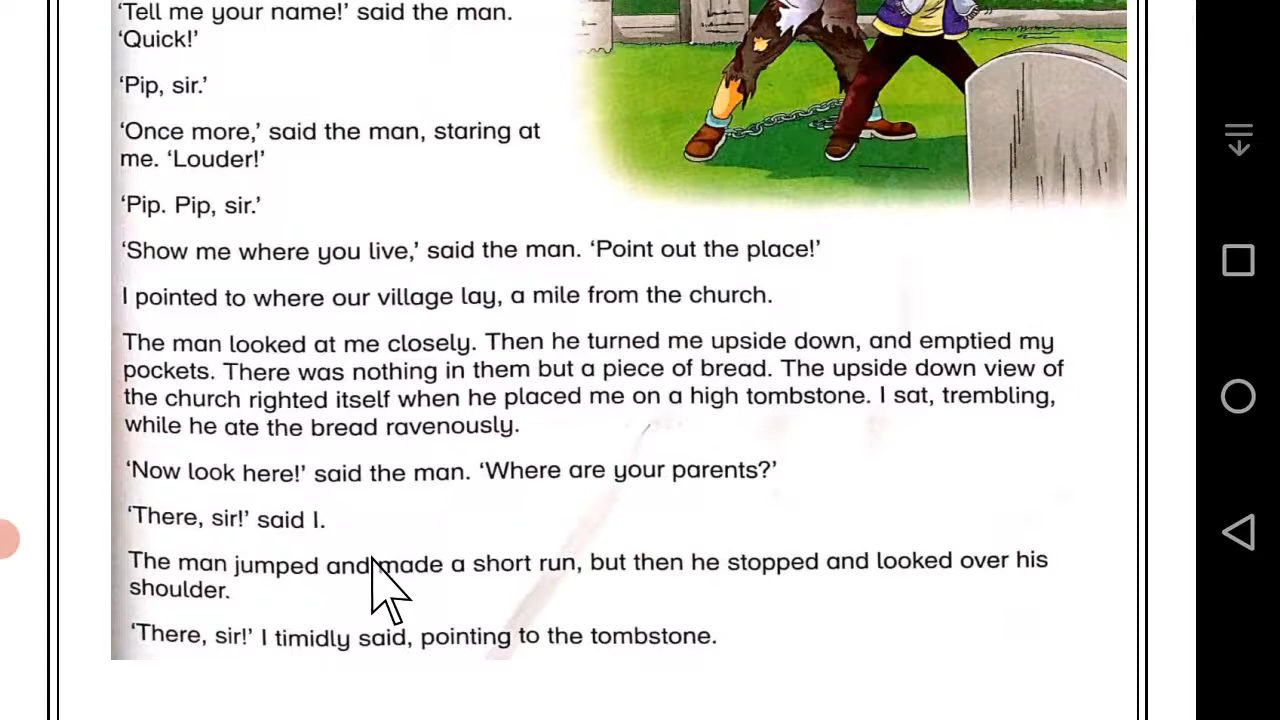 ‘Tell me your name!’ said the man.
‘Quick!’
‘Pip, sir.’
‘Once more,’ said the man, staring at
me. ‘Louder!’
‘Pip. Pip, sir.’
‘Show me where you live,’ said the man. ‘Point out the place!’
I pointed to where our village lay, a mile from the church.
The man looked at me closely. Then he turned me upside down, and emptied my
pockets. There was nothing in them but a piece of bread. The upside down view of
the church righted itself when he placed me on a high tombstone. I sat, trembling,
while he ate the bread ravenously.
‘Now look here!’ said the man. ‘Where are your parents?’
‘There, sir!’ said I.
The man jumped and made a short run, but then he stopped and looked over his
shoulder.
‘There, sir!’ I timidly said, pointing to the tombstone.